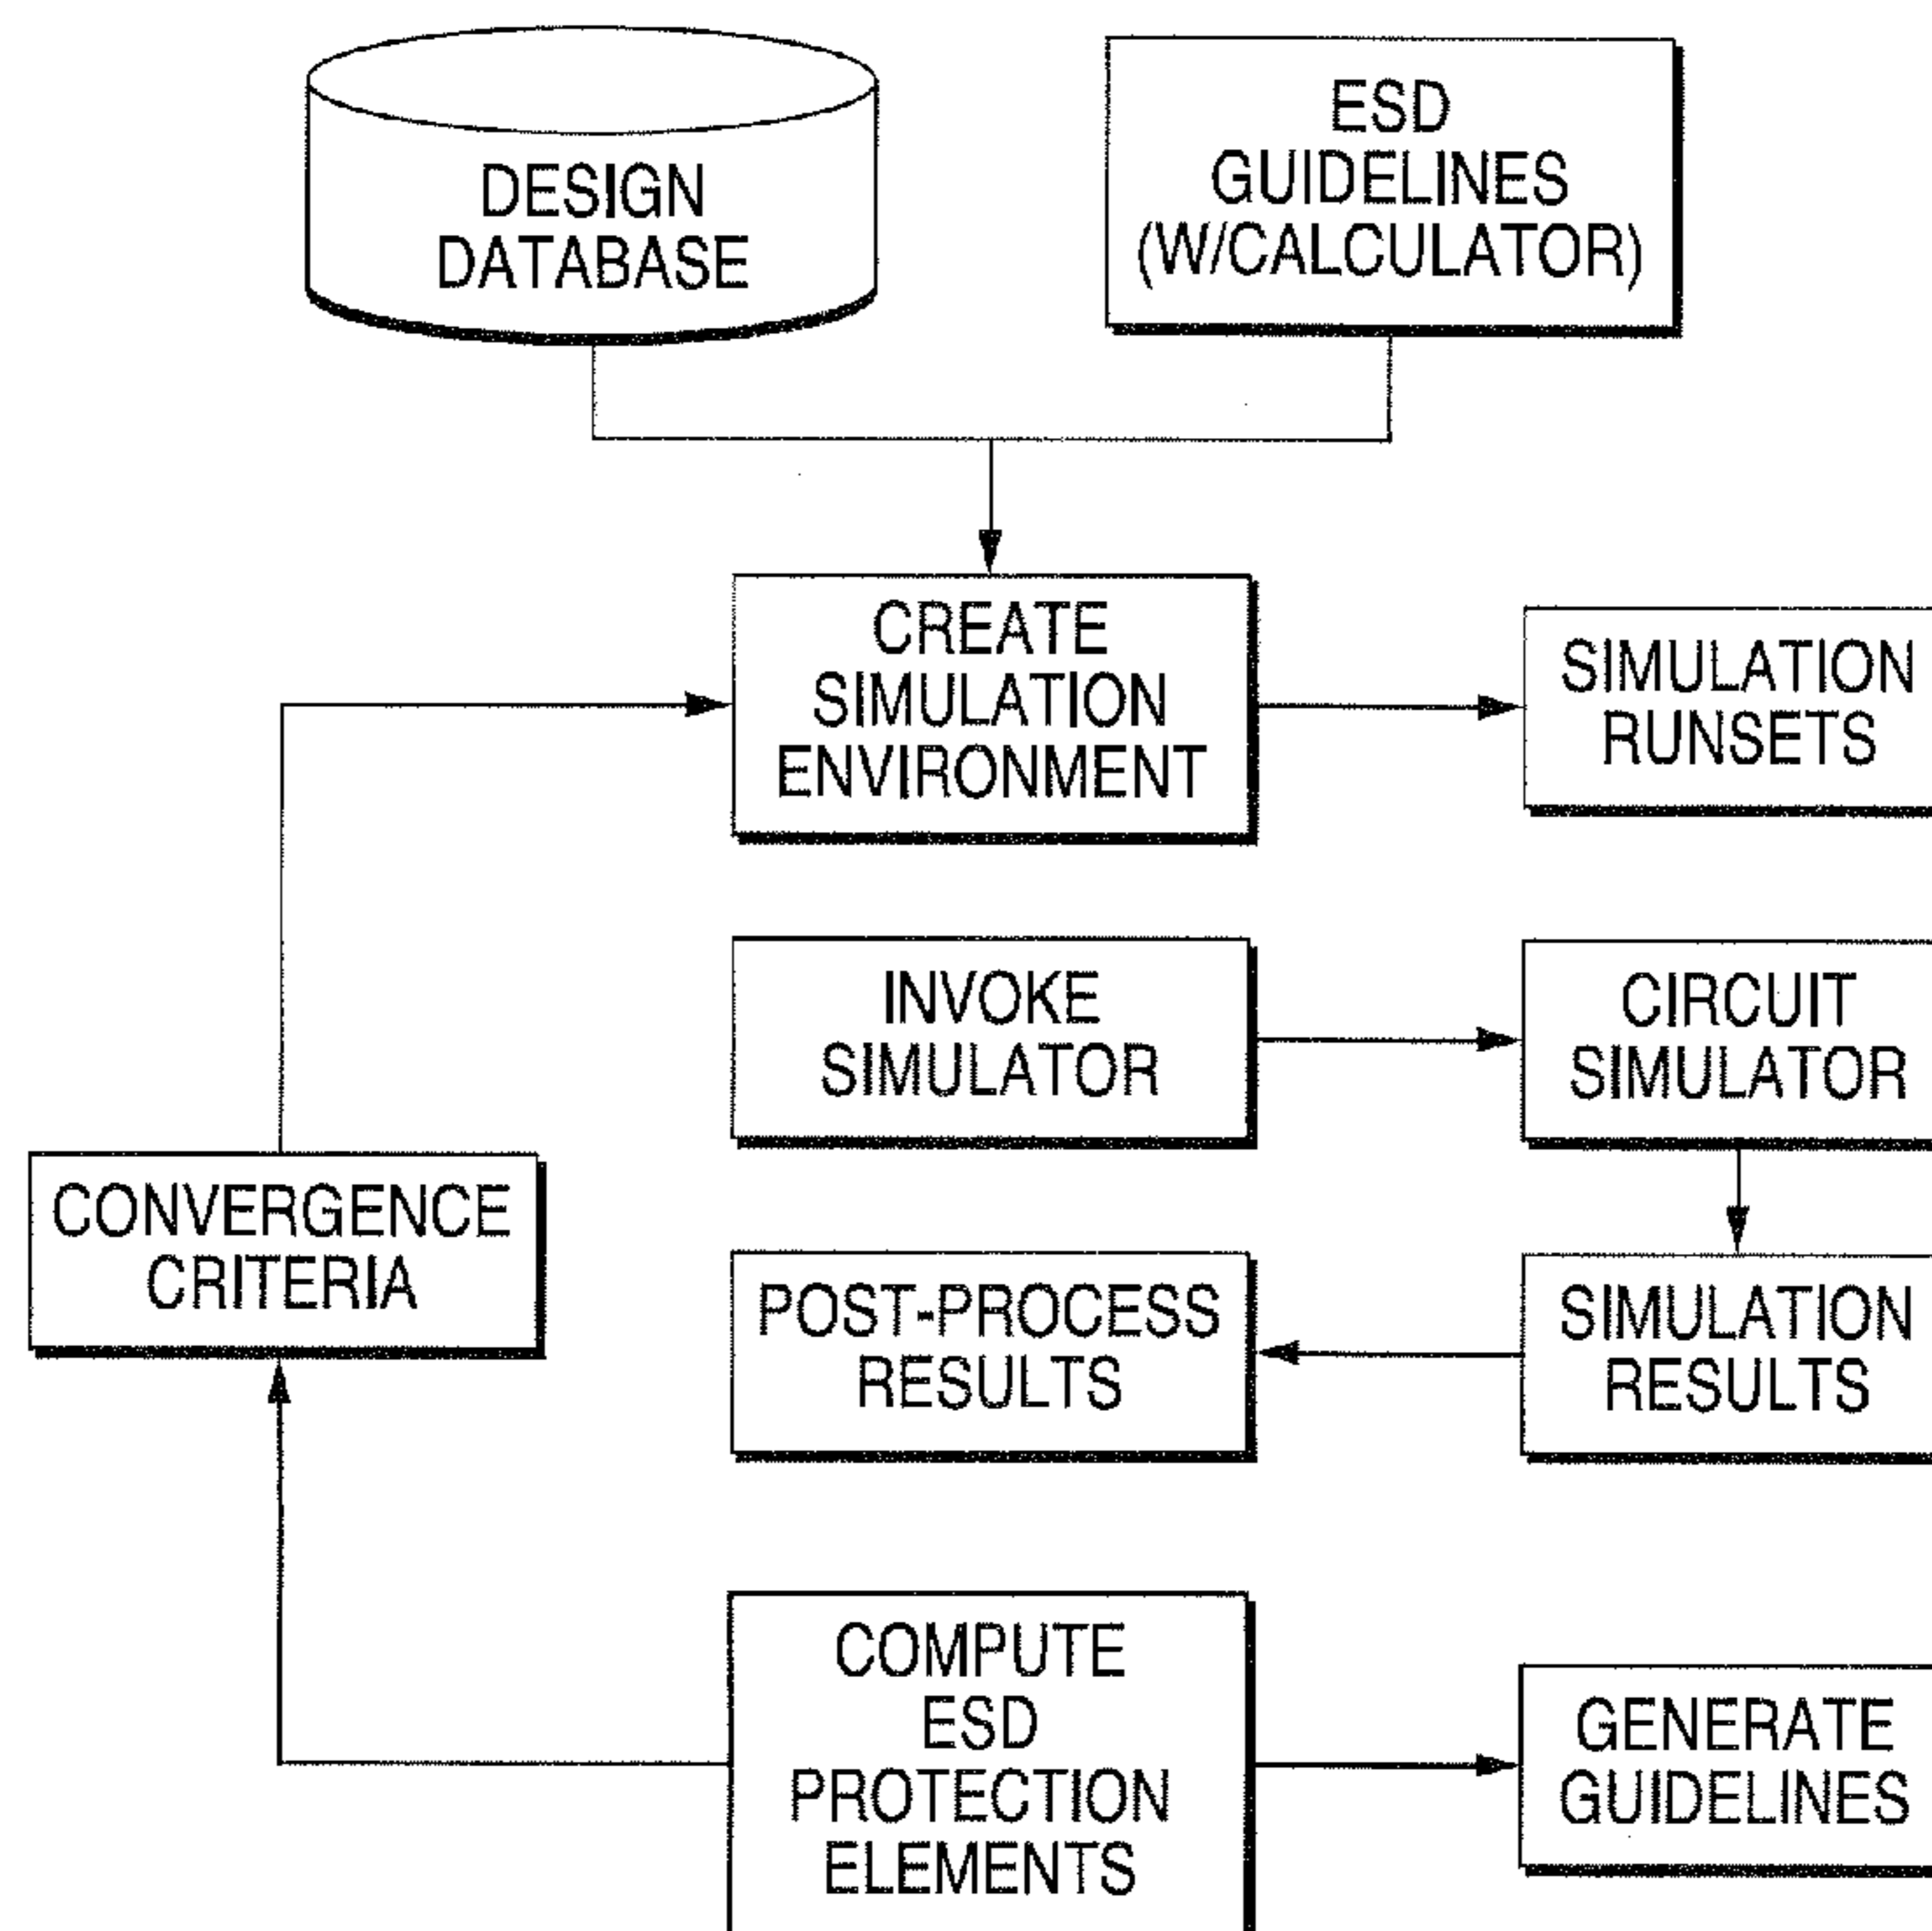 DESIGN
DATABASE
ESD
GUIDELINES
(W/CALCULATOR)
CREATE
SIMULATION
ENVIRONMENT
SIMULATION
RUNSETS
INVOKE
SIMULATOR
CIRCUIT
SIMULATOR
CONVERGENCE
CRITERIA
POST-PROCESS
RESULTS
SIMULATION
RESULTS
COMPUTE
ESD
PROTECTION
ELEMENTS
GENERATE
GUIDELINES